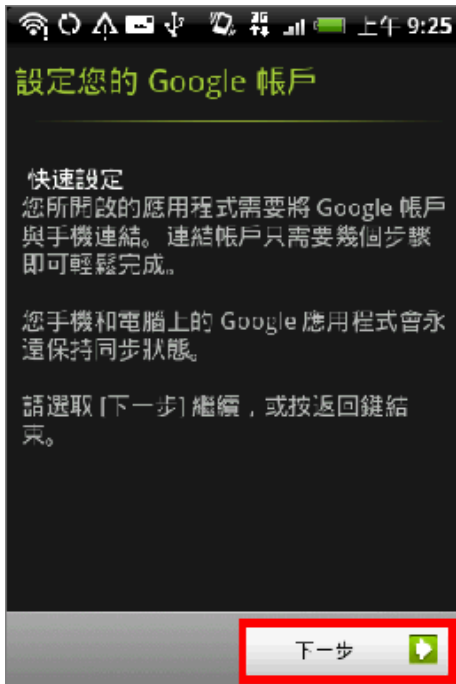 上午 9:25
設定您的 Google 帳戶
快速設定
您所開啟的應用程式需要將 Google 帳戶
與手機連結。連結帳戶只需要幾個步驟
即可輕鬆完成。
您手機和電腦上的 Google 應用程式會永
遠保持同步狀態。
請選取 [下一步] 繼續，或按返回鍵結
束。
下一步